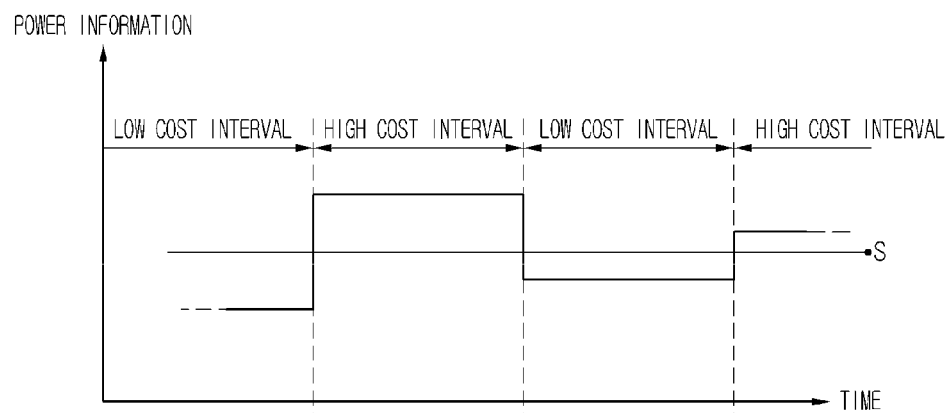 POWER INFORMATION
LOW COST INTERVAL
HIGH COST INTERVAL
LOW COST INTERVAL
HIGH COST INTERVAL
S
TIME